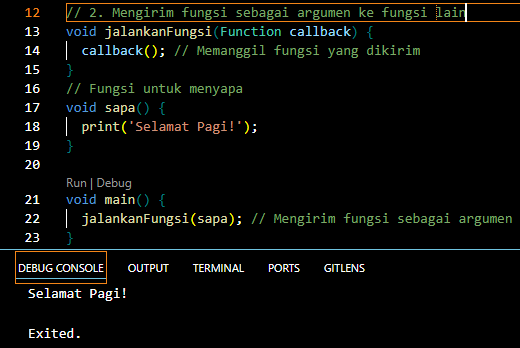 12 // 2. Mengirim fungsi sebagai argumen ke fungsi lain
13 void jalankanFungsi(Function callback) {
14   callback(); // Memanggil fungsi yang dikirim
15 }
16 // Fungsi untuk menyapa
17 void sapa() {
18   print('Selamat Pagi!');
19 }
20
Run | Debug
21 void main() {
22   jalankanFungsi(sapa); // Mengirim fungsi sebagai argumen
23 }
DEBUG CONSOLE OUTPUT TERMINAL PORTS GITLENS
Selamat Pagi!
Exited.